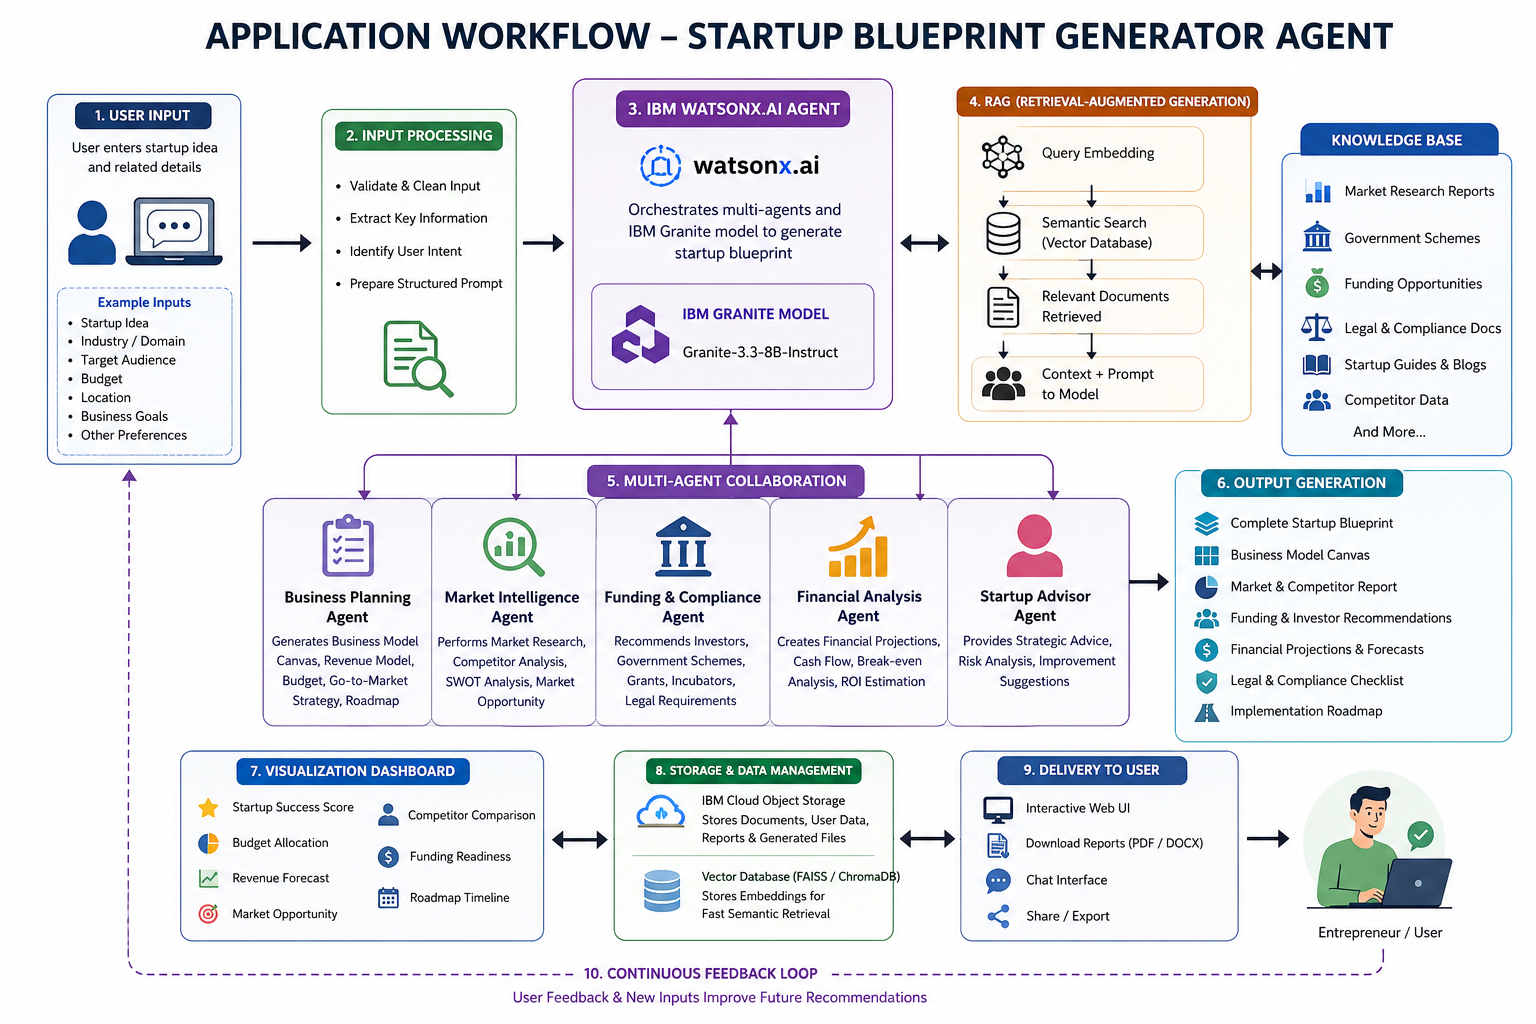 APPLICATION WORKFLOW – STARTUP BLUEPRINT GENERATOR AGENT
1. USER INPUT
User enters startup idea
and related details
Example Inputs
• Startup Idea
• Industry / Domain
• Target Audience
• Budget
• Location
• Business Goals
• Other Preferences
2. INPUT PROCESSING
• Validate & Clean Input
• Extract Key Information
• Identify User Intent
• Prepare Structured Prompt
3. IBM WATSONX.AI AGENT
watsonx.ai
Orchestrates multi-agents and
IBM Granite model to generate
startup blueprint
IBM GRANITE MODEL
Granite-3.3-8B-Instruct
4. RAG (RETRIEVAL-AUGMENTED GENERATION)
Query Embedding
Semantic Search
(Vector Database)
Relevant Documents
Retrieved
Context + Prompt
to Model
KNOWLEDGE BASE
Market Research Reports
Government Schemes
Funding Opportunities
Legal & Compliance Docs
Startup Guides & Blogs
Competitor Data
And More...
5. MULTI-AGENT COLLABORATION
Business Planning
Agent
Generates Business Model
Canvas, Revenue Model,
Budget, Go-to-Market
Strategy, Roadmap
Market Intelligence
Agent
Performs Market Research,
Competitor Analysis,
SWOT Analysis, Market
Opportunity
Funding & Compliance
Agent
Recommends Investors,
Government Schemes,
Grants, Incubators,
Legal Requirements
Financial Analysis
Agent
Creates Financial Projections,
Cash Flow, Break-even
Analysis, ROI Estimation
Startup Advisor
Agent
Provides Strategic Advice,
Risk Analysis, Improvement
Suggestions
6. OUTPUT GENERATION
Complete Startup Blueprint
Business Model Canvas
Market & Competitor Report
Funding & Investor Recommendations
Financial Projections & Forecasts
Legal & Compliance Checklist
Implementation Roadmap
7. VISUALIZATION DASHBOARD
Startup Success Score
Budget Allocation
Revenue Forecast
Market Opportunity
Competitor Comparison
Funding Readiness
Roadmap Timeline
8. STORAGE & DATA MANAGEMENT
IBM Cloud Object Storage
Stores Documents, User Data,
Reports & Generated Files
Vector Database (FAISS / ChromaDB)
Stores Embeddings for
Fast Semantic Retrieval
9. DELIVERY TO USER
Interactive Web UI
Download Reports (PDF / DOCX)
Chat Interface
Share / Export
Entrepreneur / User
10. CONTINUOUS FEEDBACK LOOP
User Feedback & New Inputs Improve Future Recommendations